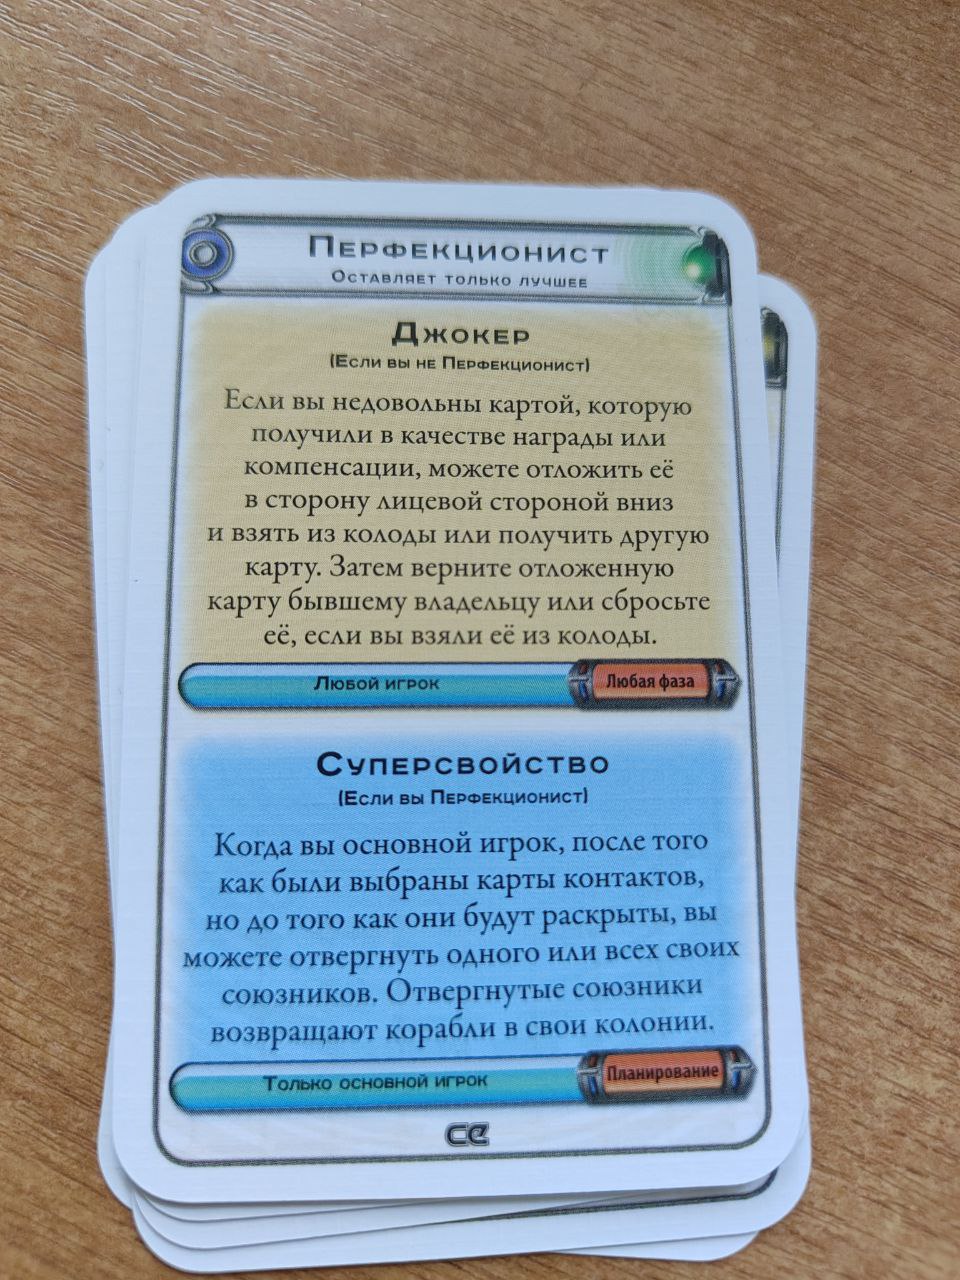 Перфекционист
Оставляет только лучшее
Джокер
(Если вы не Перфекционист)
Если вы недовольны картой, которую
получили в качестве награды или
компенсации, можете отложить её
в сторону лицевой стороной вниз
и взять из колоды или получить другую
карту. Затем верните отложенную
карту бывшему владельцу или сбросьте
её, если вы взяли её из колоды.
Любой игрок
Любая фаза
Суперсвойство
(Если вы Перфекционист)
Когда вы основной игрок, после того
как были выбраны карты контактов,
но до того как они будут раскрыты, вы
можете отвергнуть одного или всех своих
союзников. Отвергнутые союзники
возвращают корабли в свои колонии.
Только основной игрок
Планирование